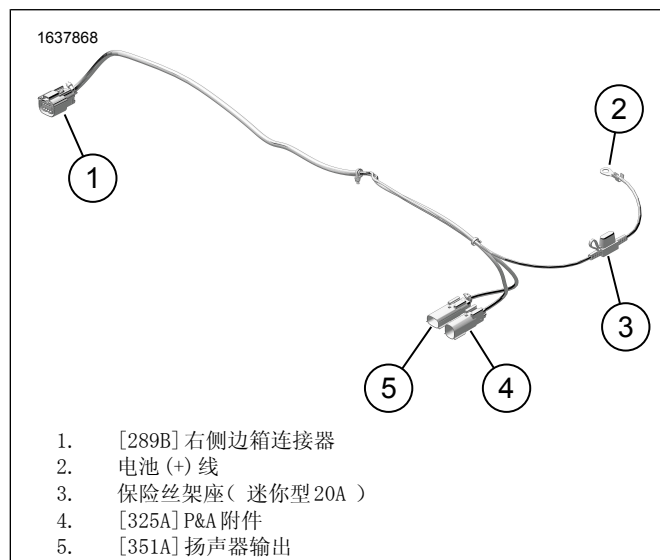 1637868
1
2
3
5
4
1. [289B]右侧边箱连接器
2. 电池(+)线
3. 保险丝架座( 迷你型20A )
4. [325A]P&A附件
5. [351A]扬声器输出